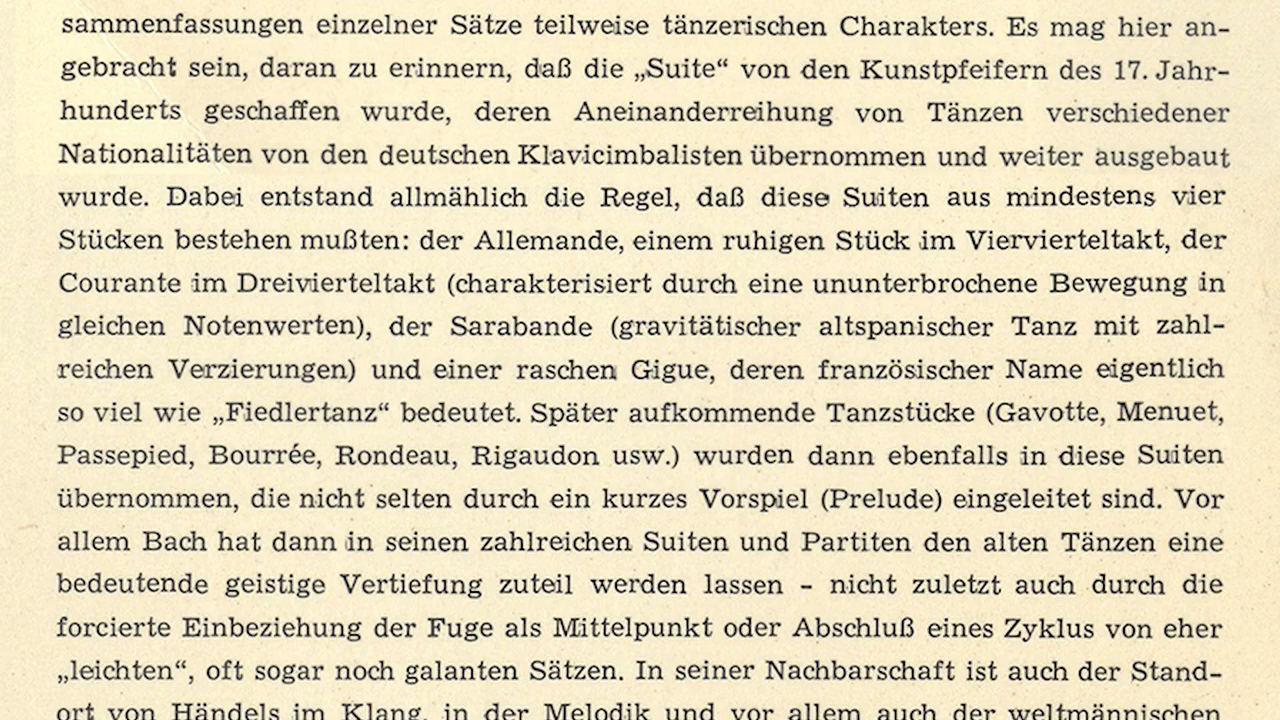 sammenfassungen einzelner Sätze teilweise tänzerischen Charakters. Es mag hier an-
gebracht sein, daran zu erinnern, daß die „Suite“ von den Kunstpfeifern des 17. Jahr-
hunderts geschaffen wurde, deren Aneinanderreihung von Tänzen verschiedener
Nationalitäten von den deutschen Klavicimbalisten übernommen und weiter ausgebaut
wurde. Dabei entstand allmählich die Regel, daß diese Suiten aus mindestens vier
Stücken bestehen mußten: der Allemande, einem ruhigen Stück im Viervierteltakt, der
Courante im Dreivierteltakt (charakterisiert durch eine ununterbrochene Bewegung in
gleichen Notenwerten), der Sarabande (gravitätischer altspanischer Tanz mit zahl-
reichen Verzierungen) und einer raschen Gigue, deren französischer Name eigentlich
so viel wie „Fiedlertanz“ bedeutet. Später aufkommende Tanzstücke (Gavotte, Menuet,
Passepied, Bourrée, Rondeau, Rigaudon usw.) wurden dann ebenfalls in diese Suiten
übernommen, die nicht selten durch ein kurzes Vorspiel (Prelude) eingeleitet sind. Vor
allem Bach hat dann in seinen zahlreichen Suiten und Partiten den alten Tänzen eine
bedeutende geistige Vertiefung zuteil werden lassen – nicht zuletzt auch durch die
forcierte Einbeziehung der Fuge als Mittelpunkt oder Abschluß eines Zyklus von eher
„leichten“, oft sogar noch galanten Sätzen. In seiner Nachbarschaft ist auch der Stand-
ort von Händels im Klang, in der Melodik und vor allem auch der weltmännischen